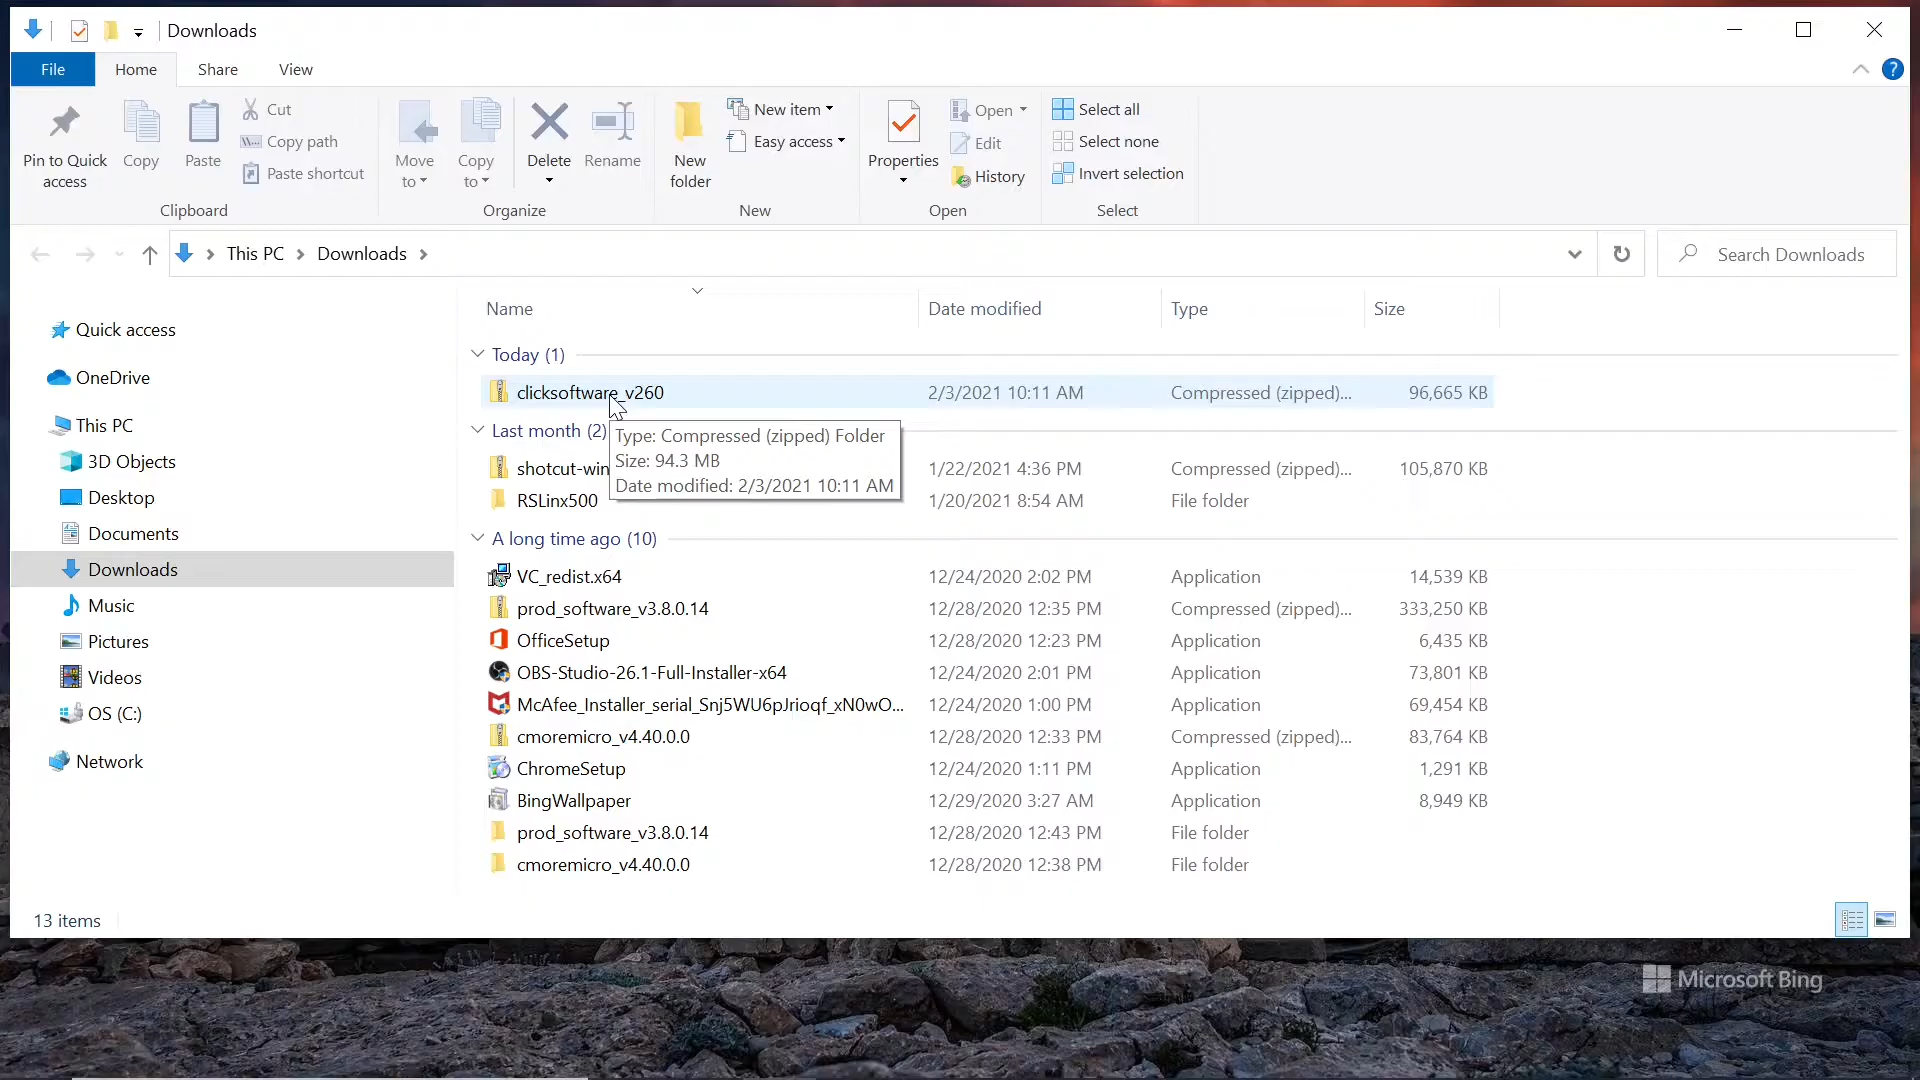 Downloads
File Home Share View
Pin to Quick access
Copy
Paste
Cut
Copy path
Paste shortcut
Clipboard
Move to
Copy to
Delete
Rename
Organize
New folder
New item
Easy access
New
Properties
Open
Edit
History
Open
Select all
Select none
Invert selection
Select
This PC Downloads
Search Downloads
Quick access
OneDrive
This PC
3D Objects
Desktop
Documents
Downloads
Music
Pictures
Videos
OS (C:)
Network
Name Date modified Type Size
Today (1)
clicksoftware_v260 2/3/2021 10:11 AM Compressed (zipped)... 96,665 KB
Type: Compressed (zipped) Folder
Size: 94.3 MB
Date modified: 2/3/2021 10:11 AM
Last month (2)
shotcut-win 1/22/2021 4:36 PM Compressed (zipped)... 105,870 KB
RSLinx500 1/20/2021 8:54 AM File folder
A long time ago (10)
VC_redist.x64 12/24/2020 2:02 PM Application 14,539 KB
prod_software_v3.8.0.14 12/28/2020 12:35 PM Compressed (zipped)... 333,250 KB
OfficeSetup 12/28/2020 12:23 PM Application 6,435 KB
OBS-Studio-26.1-Full-Installer-x64 12/24/2020 2:01 PM Application 73,801 KB
McAfee_Installer_serial_Snj5WU6pJrioqf_xN0wO... 12/24/2020 1:00 PM Application 69,454 KB
cmoremicro_v4.40.0.0 12/28/2020 12:33 PM Compressed (zipped)... 83,764 KB
ChromeSetup 12/24/2020 1:11 PM Application 1,291 KB
BingWallpaper 12/29/2020 3:27 AM Application 8,949 KB
prod_software_v3.8.0.14 12/28/2020 12:43 PM File folder
cmoremicro_v4.40.0.0 12/28/2020 12:38 PM File folder
13 items
Microsoft Bing